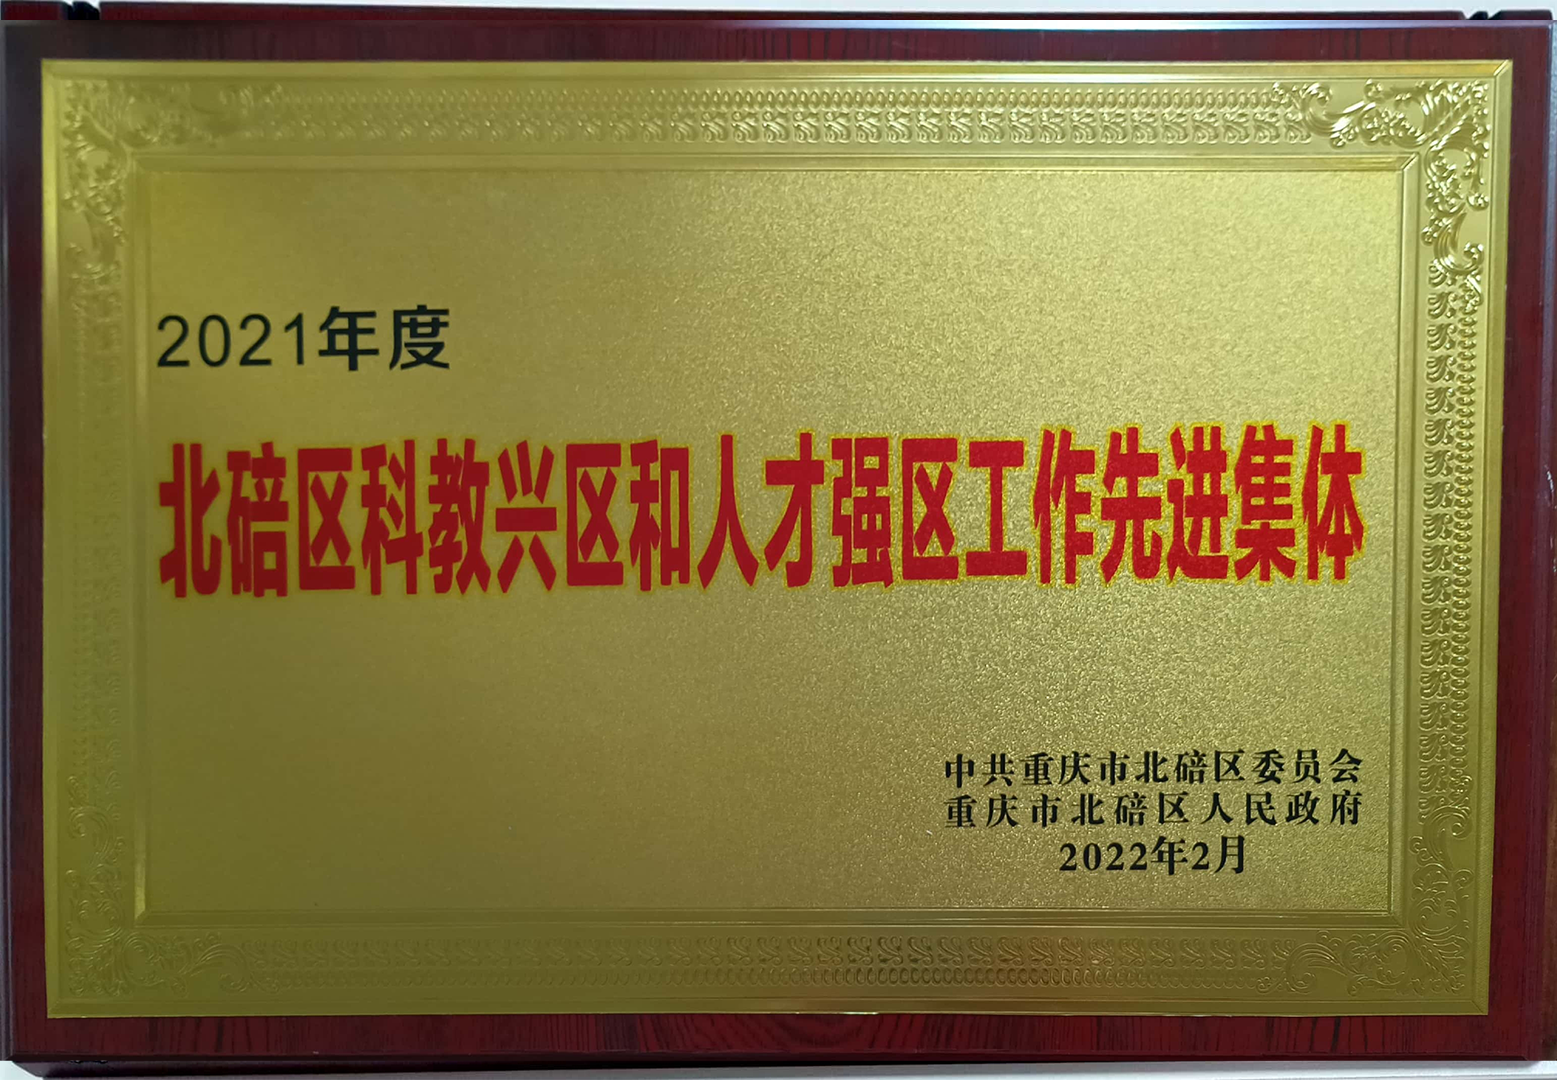 2021年度
北碚区科教兴区和人才强区工作先进集体
中共重庆市北碚区委员会
重庆市北碚区人民政府
2022年2月